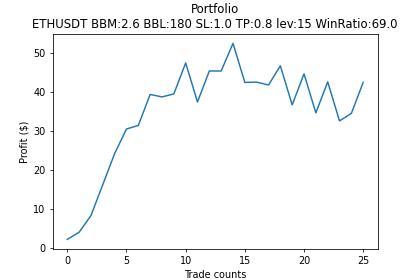 Portfolio
ETHUSDT BBM:2.6 BBL:180 SL:1.0 TP:0.8 lev:15 WinRatio:69.0
50
40
30
20
10
0
Profit ($)
0 5 10 15 20 25
Trade counts